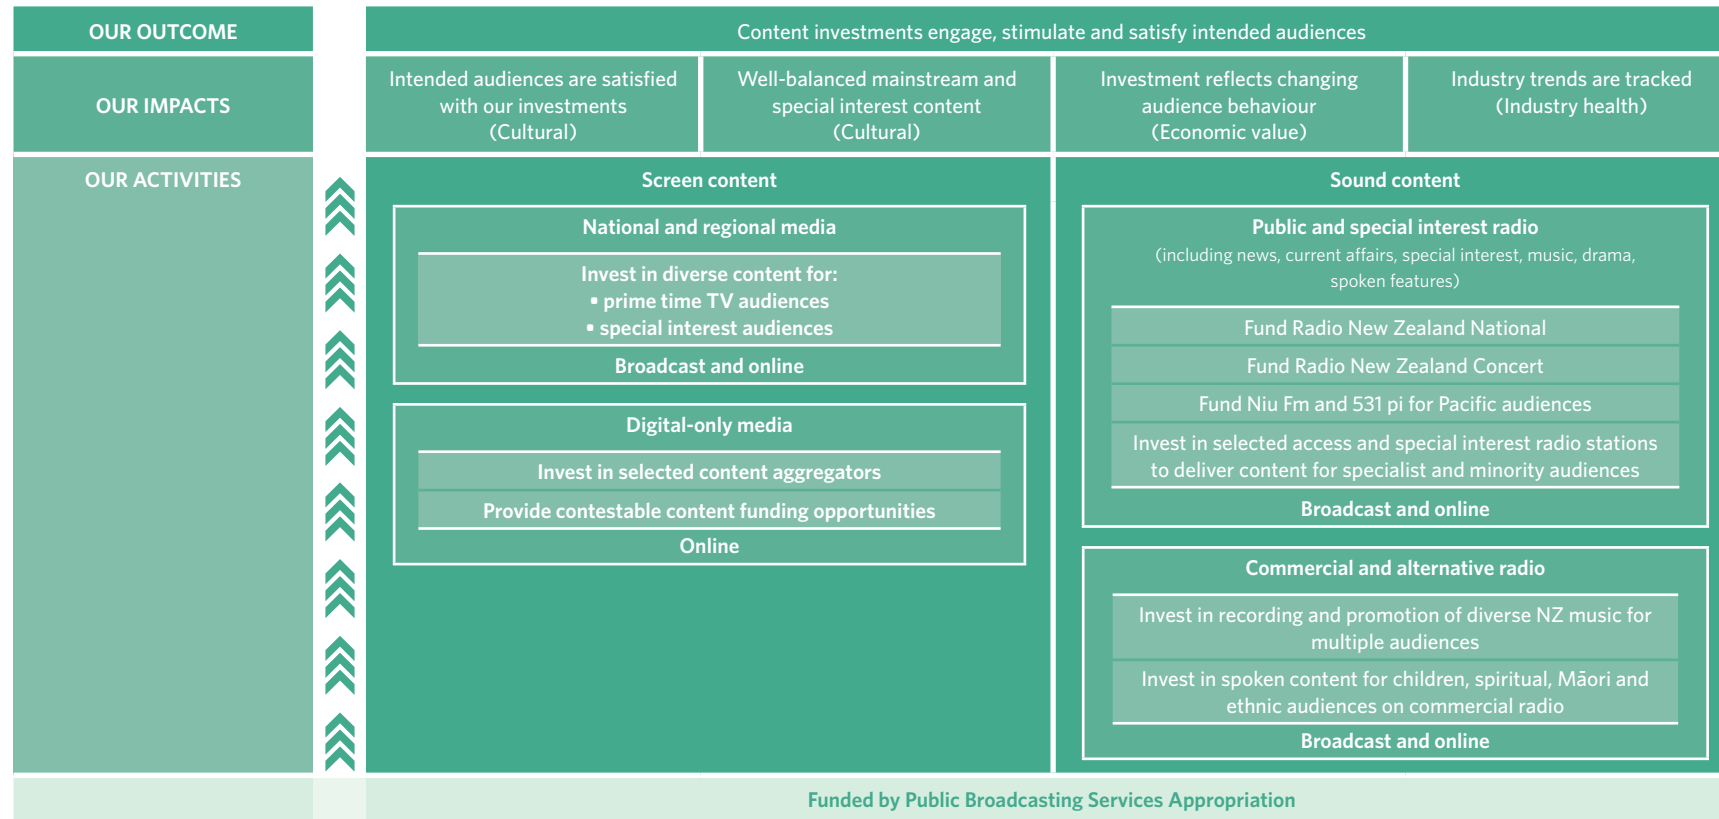 OUR OUTCOME
Content investments engage, stimulate and satisfy intended audiences
OUR IMPACTS
Intended audiences are satisfied
with our investments
(Cultural)
Well-balanced mainstream and
special interest content
(Cultural)
Investment reflects changing
audience behaviour
(Economic value)
Industry trends are tracked
(Industry health)
OUR ACTIVITIES
Screen content
National and regional media
Invest in diverse content for:
• prime time TV audiences
• special interest audiences
Broadcast and online
Digital-only media
Invest in selected content aggregators
Provide contestable content funding opportunities
Online
Sound content
Public and special interest radio
(including news, current affairs, special interest, music, drama,
spoken features)
Fund Radio New Zealand National
Fund Radio New Zealand Concert
Fund Niu Fm and 531 pi for Pacific audiences
Invest in selected access and special interest radio stations
to deliver content for specialist and minority audiences
Broadcast and online
Commercial and alternative radio
Invest in recording and promotion of diverse NZ music for
multiple audiences
Invest in spoken content for children, spiritual, Māori and
ethnic audiences on commercial radio
Broadcast and online
Funded by Public Broadcasting Services Appropriation